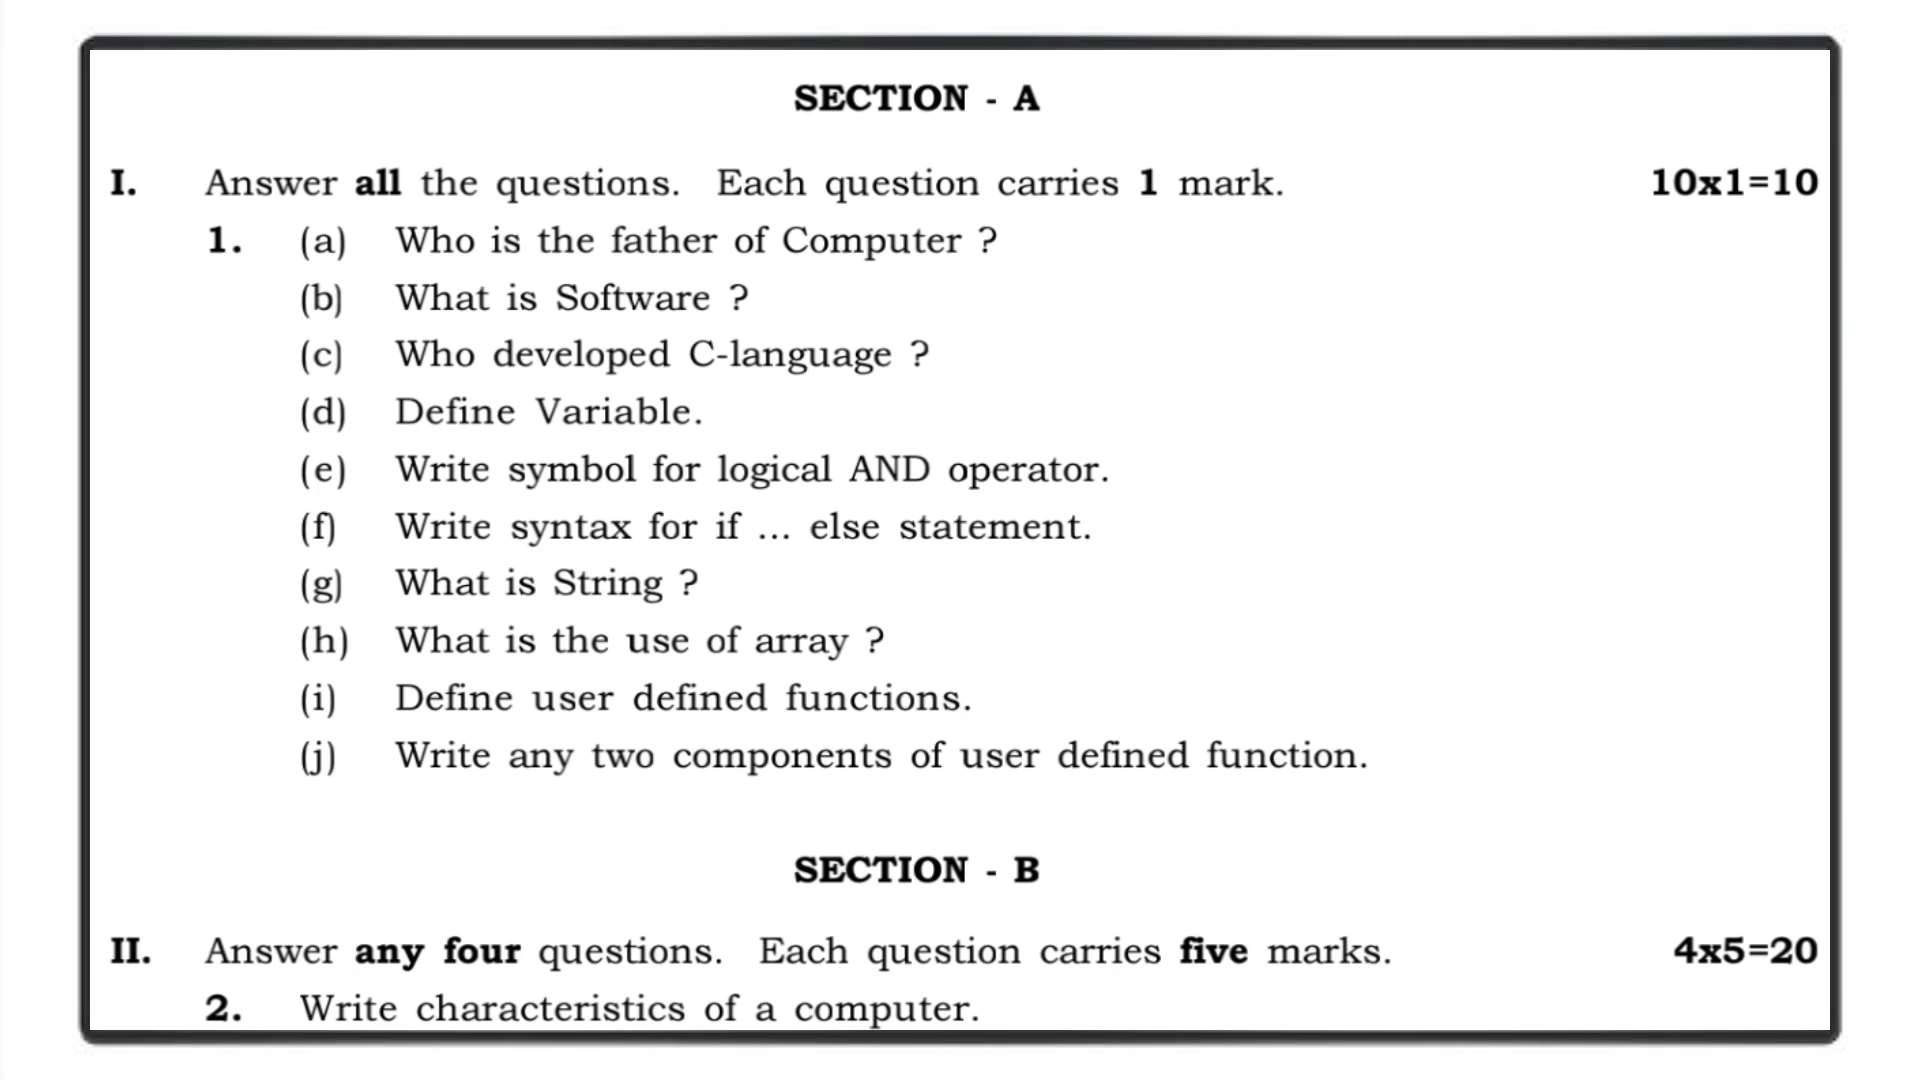 SECTION - A
I. Answer all the questions. Each question carries 1 mark. 10x1=10
1. (a) Who is the father of Computer ?
(b) What is Software ?
(c) Who developed C-language ?
(d) Define Variable.
(e) Write symbol for logical AND operator.
(f) Write syntax for if ... else statement.
(g) What is String ?
(h) What is the use of array ?
(i) Define user defined functions.
(j) Write any two components of user defined function.
SECTION - B
II. Answer any four questions. Each question carries five marks. 4x5=20
2. Write characteristics of a computer.